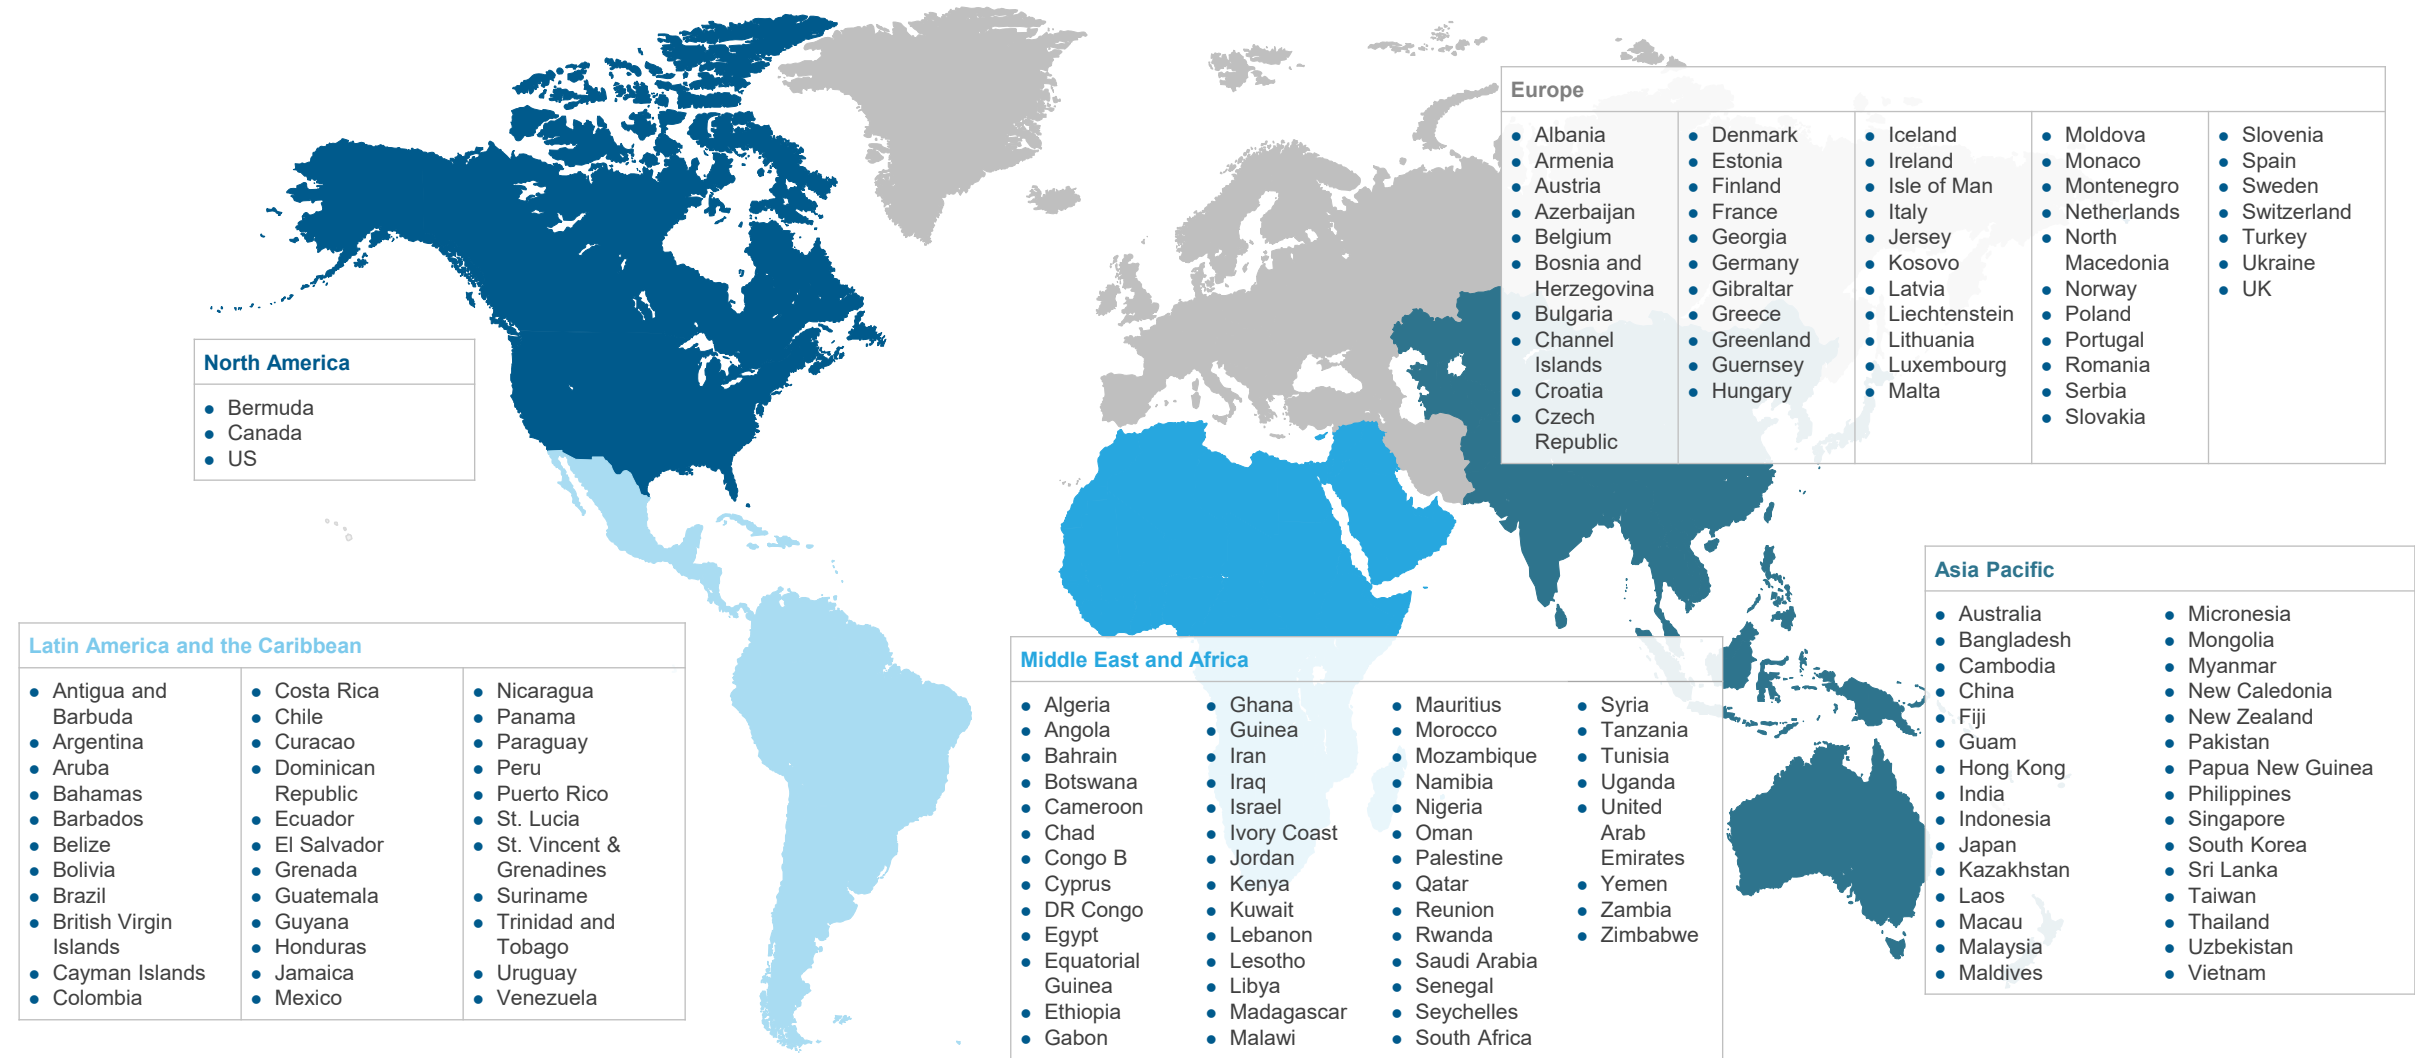 Europe
Albania
Armenia
Austria
Azerbaijan
Belgium
Bosnia and
Herzegovina
Bulgaria
Channel
Islands
Croatia
Czech
Republic
Denmark
Estonia
Finland
France
Georgia
Germany
Gibraltar
Greece
Greenland
Guernsey
Hungary
Iceland
Ireland
Isle of Man
Italy
Jersey
Kosovo
Latvia
Liechtenstein
Lithuania
Luxembourg
Malta
Moldova
Monaco
Montenegro
Netherlands
North
Macedonia
Norway
Poland
Portugal
Romania
Serbia
Slovakia
Slovenia
Spain
Sweden
Switzerland
Turkey
Ukraine
UK
North America
Bermuda
Canada
US
Asia Pacific
Australia
Bangladesh
Cambodia
China
Fiji
Guam
Hong Kong
India
Indonesia
Japan
Kazakhstan
Laos
Macau
Malaysia
Maldives
Micronesia
Mongolia
Myanmar
New Caledonia
New Zealand
Pakistan
Papua New Guinea
Philippines
Singapore
South Korea
Sri Lanka
Taiwan
Thailand
Uzbekistan
Vietnam
Latin America and the Caribbean
Antigua and
Barbuda
Argentina
Aruba
Bahamas
Barbados
Belize
Bolivia
Brazil
British Virgin
Islands
Cayman Islands
Colombia
Costa Rica
Chile
Curacao
Dominican
Republic
Ecuador
El Salvador
Grenada
Guatemala
Guyana
Honduras
Jamaica
Mexico
Nicaragua
Panama
Paraguay
Peru
Puerto Rico
St. Lucia
St. Vincent &
Grenadines
Suriname
Trinidad and
Tobago
Uruguay
Venezuela
Middle East and Africa
Algeria
Angola
Bahrain
Botswana
Cameroon
Chad
Congo B
Cyprus
DR Congo
Egypt
Equatorial
Guinea
Ethiopia
Gabon
Ghana
Guinea
Iran
Iraq
Israel
Ivory Coast
Jordan
Kenya
Kuwait
Lebanon
Lesotho
Libya
Madagascar
Malawi
Mauritius
Morocco
Mozambique
Namibia
Nigeria
Oman
Palestine
Qatar
Reunion
Rwanda
Saudi Arabia
Senegal
Seychelles
South Africa
Syria
Tanzania
Tunisia
Uganda
United
Arab
Emirates
Yemen
Zambia
Zimbabwe